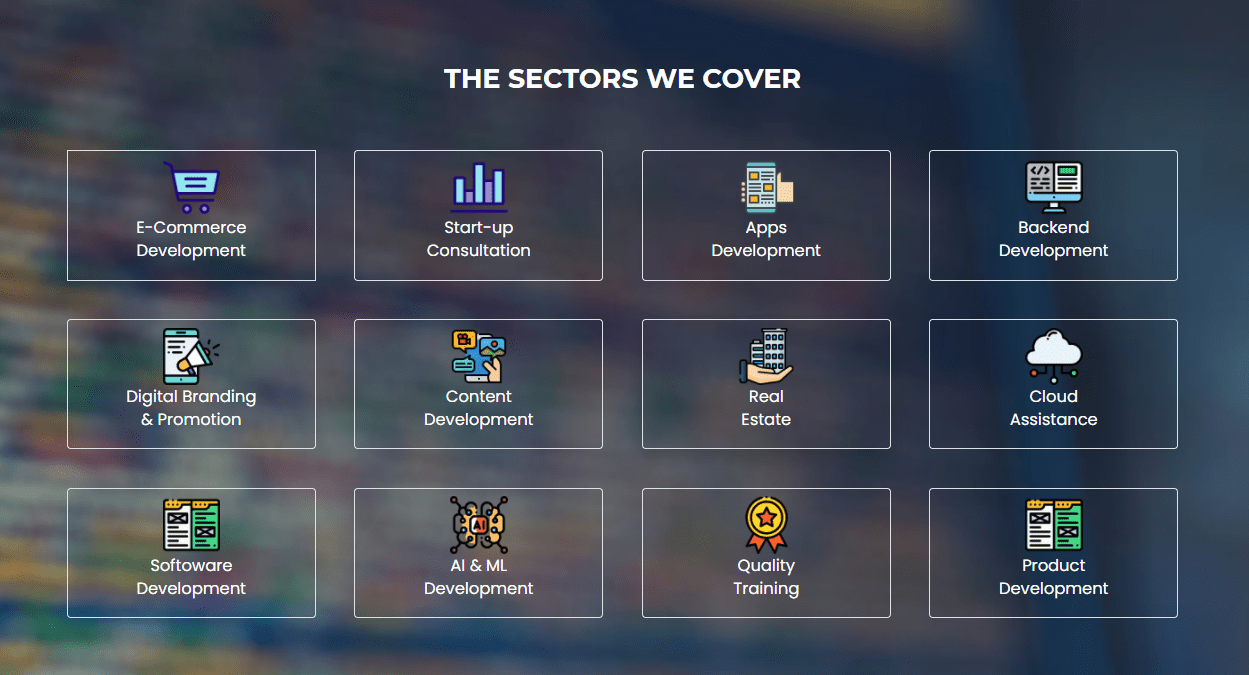 THE SECTORS WE COVER
E-Commerce
Development
Start-up
Consultation
Apps
Development
Backend
Development
Digital Branding
& Promotion
Content
Development
Real
Estate
Cloud
Assistance
Softoware
Development
AI & ML
Development
Quality
Training
Product
Development